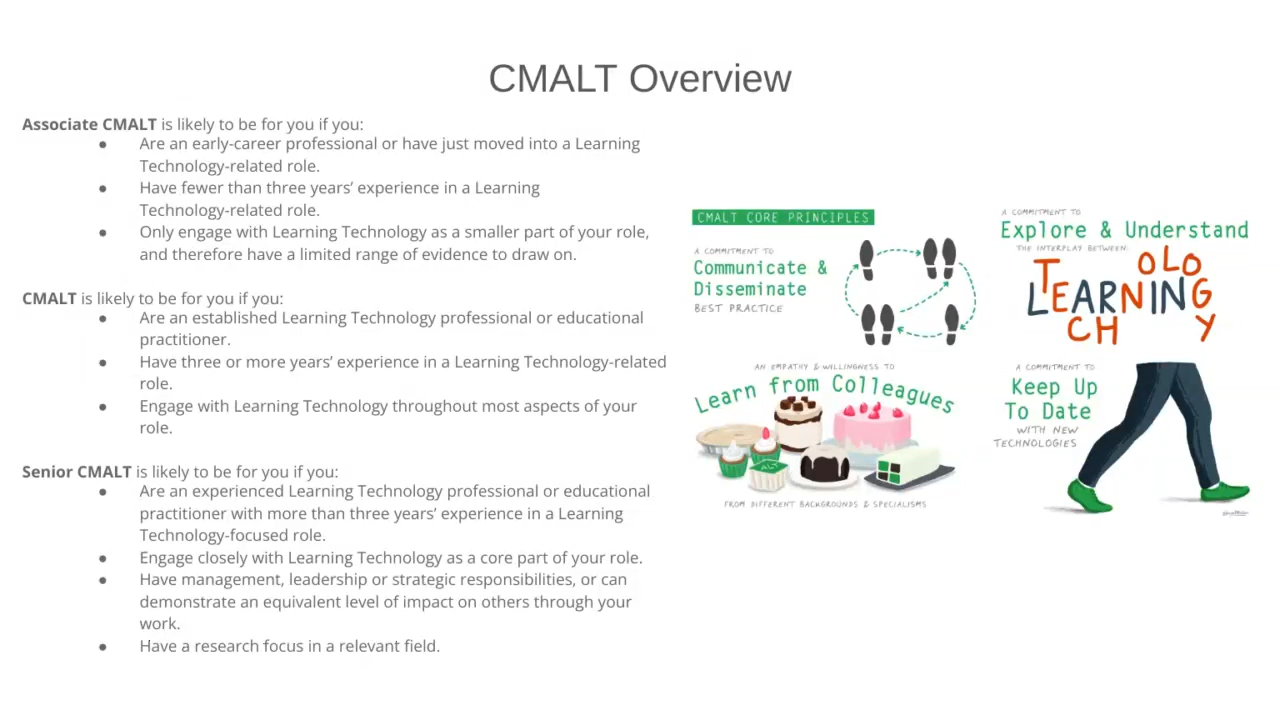 CMALT Overview
Associate CMALT is likely to be for you if you:
● Are an early-career professional or have just moved into a Learning
Technology-related role.
● Have fewer than three years’ experience in a Learning
Technology-related role.
● Only engage with Learning Technology as a smaller part of your role,
and therefore have a limited range of evidence to draw on.
CMALT is likely to be for you if you:
● Are an established Learning Technology professional or educational
practitioner.
● Have three or more years’ experience in a Learning Technology-related
role.
● Engage with Learning Technology throughout most aspects of your
role.
Senior CMALT is likely to be for you if you:
● Are an experienced Learning Technology professional or educational
practitioner with more than three years’ experience in a Learning
Technology-focused role.
● Engage closely with Learning Technology as a core part of your role.
● Have management, leadership or strategic responsibilities, or can
demonstrate an equivalent level of impact on others through your
work.
● Have a research focus in a relevant field.
CMALT CORE PRINCIPLES
A COMMITMENT TO
Communicate &
Disseminate
BEST PRACTICE
A COMMITMENT TO
Explore & Understand
THE INTERPLAY BETWEEN:
TECHNOLOGY
LEARNING
AN EMPATHY & WILLINGNESS TO
Learn from Colleagues
ALT
FROM DIFFERENT BACKGROUNDS & SPECIALISMS
A COMMITMENT TO
Keep Up
To Date
WITH NEW
TECHNOLOGIES